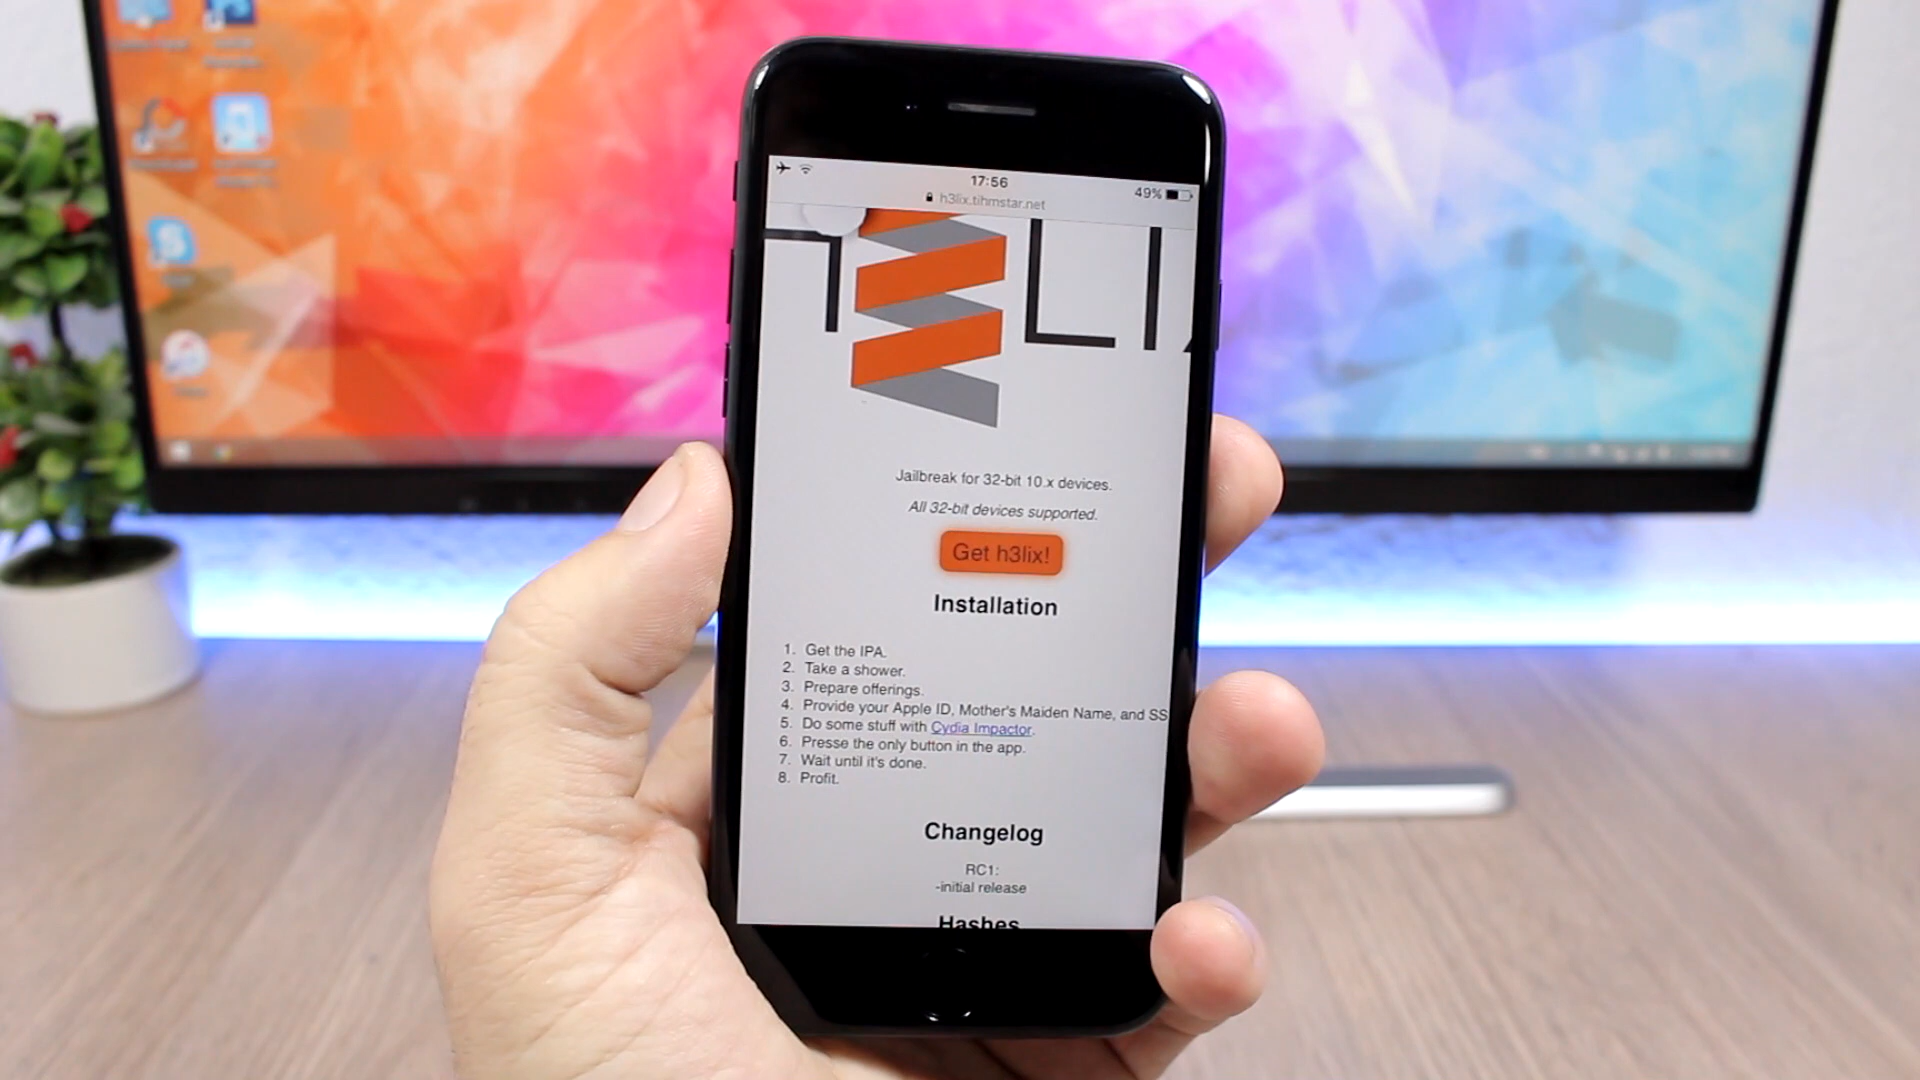 17:56
49%
h3lix.tihmstar.net
LI
Jailbreak for 32-bit 10.x devices.
All 32-bit devices supported.
Get h3lix!
Installation
1. Get the IPA.
2. Take a shower.
3. Prepare offerings.
4. Provide your Apple ID, Mother's Maiden Name, and SS
5. Do some stuff with Cydia Impactor.
6. Presse the only button in the app.
7. Wait until it's done.
8. Profit.
Changelog
RC1:
-initial release
Hashes